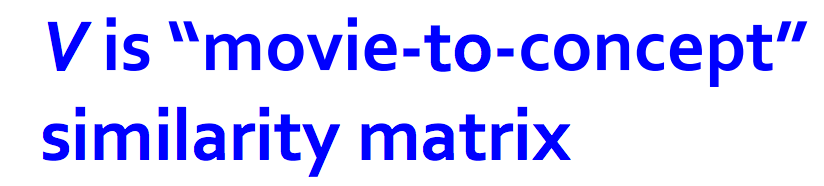 V is “movie-to-concept”
similarity matrix